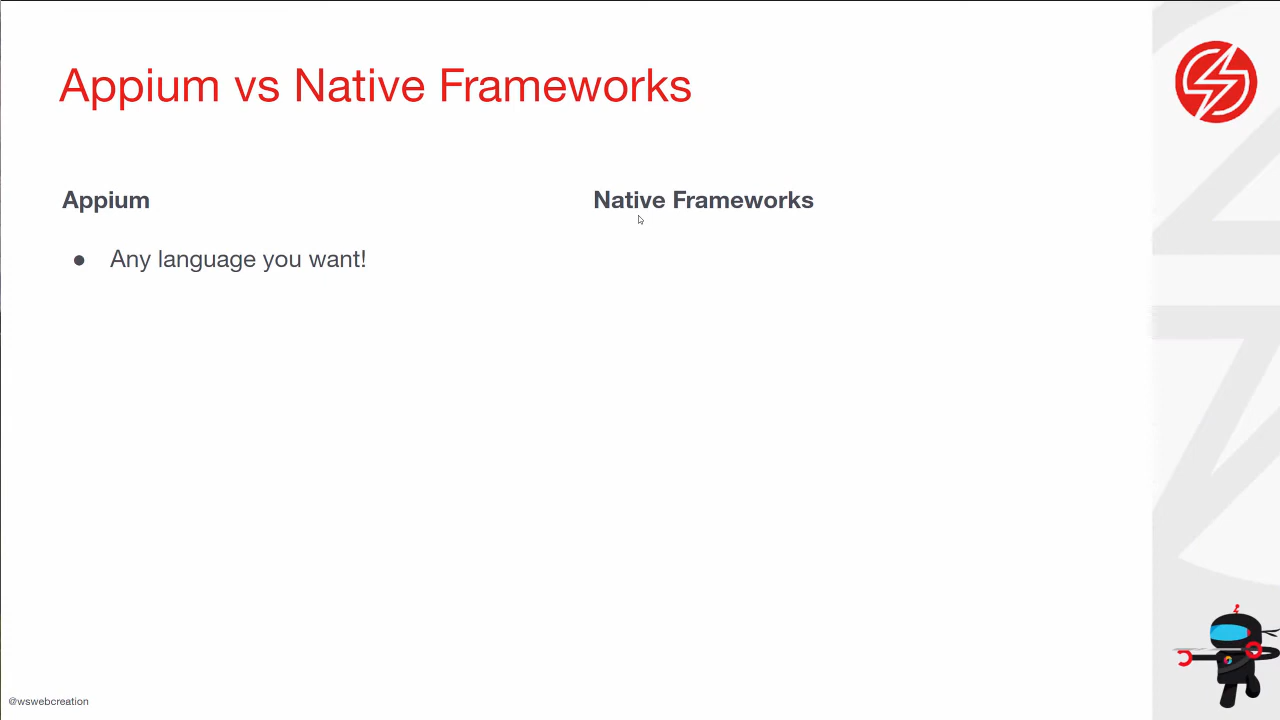 Appium vs Native Frameworks
Appium
Native Frameworks
● Any language you want!
@wswebcreation